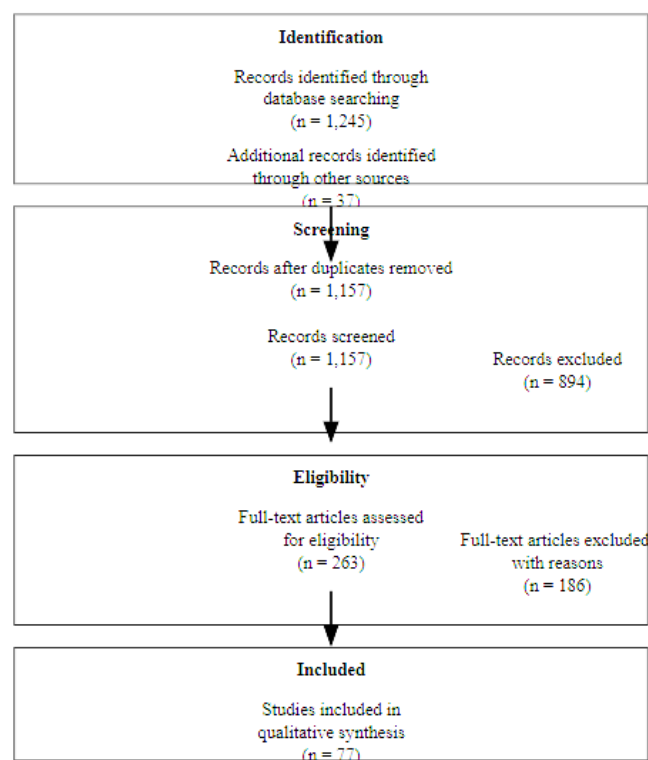 Identification
Records identified through
database searching
(n = 1,245)
Additional records identified
through other sources
(n = 37)
Screening
Records after duplicates removed
(n = 1,157)
Records screened
(n = 1,157)
Records excluded
(n = 894)
Eligibility
Full-text articles assessed
for eligibility
(n = 263)
Full-text articles excluded
with reasons
(n = 186)
Included
Studies included in
qualitative synthesis
(n = 77)